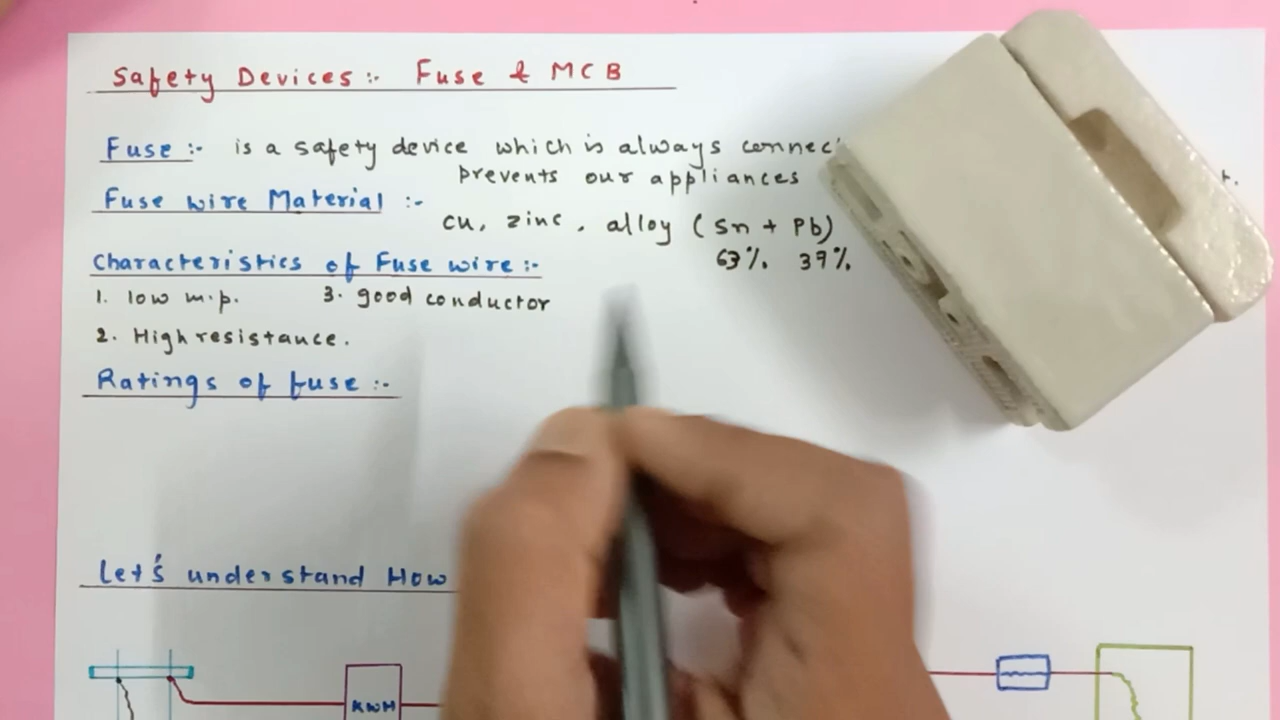 Safety Devices:- Fuse & MCB
Fuse :- is a safety device which is always connec
prevents our appliances
Fuse wire Material :-
Cu, zinc, alloy (Sn + Pb)
63% 37%
Characteristics of Fuse wire:-
1. low m.p. 3. good conductor
2. High resistance.
Ratings of fuse :-
Let's understand How
KWH